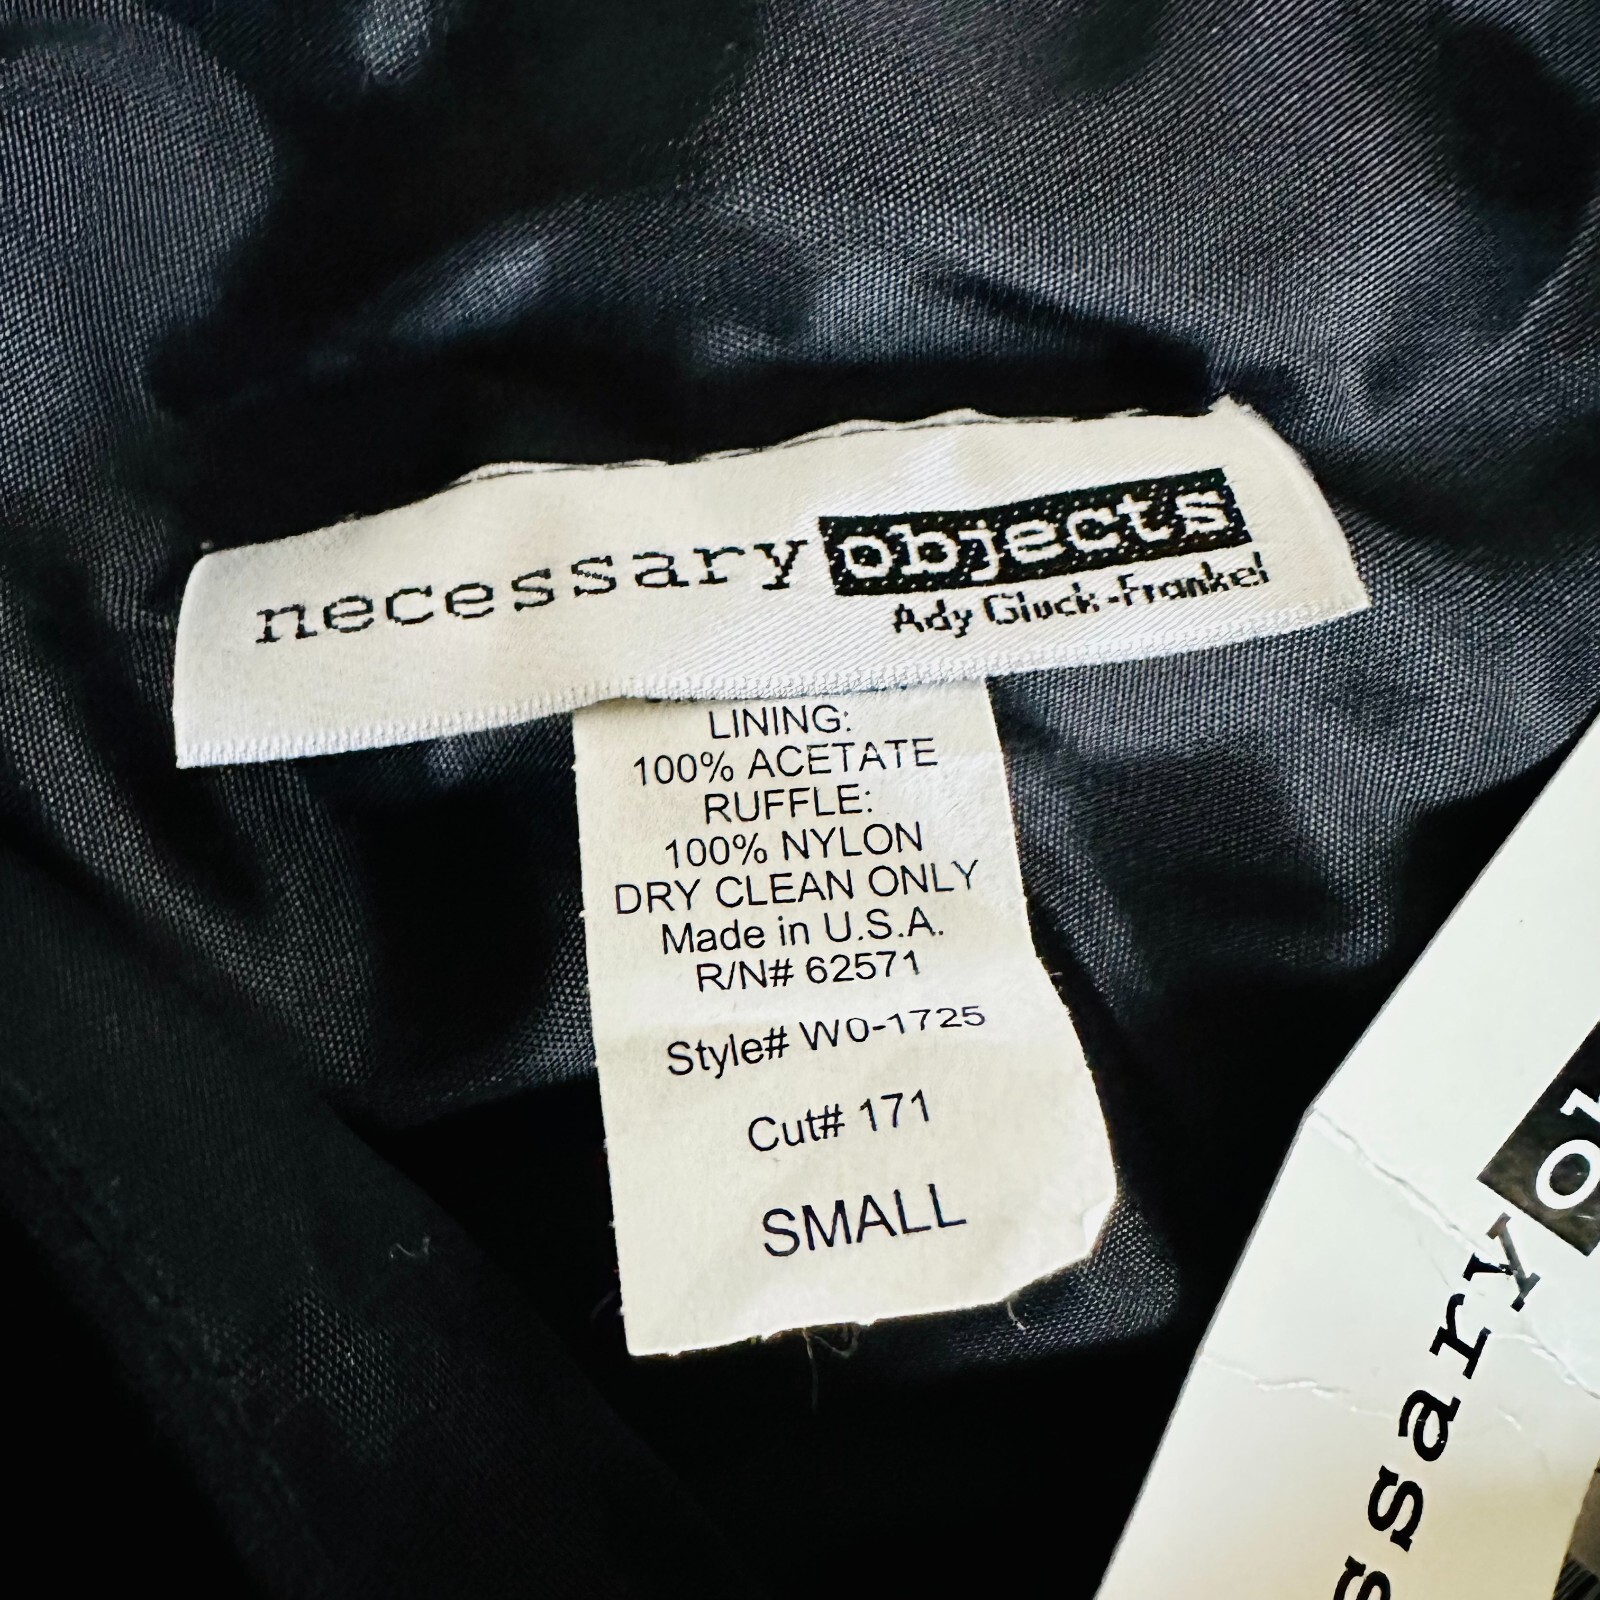 necessary objects
Ady Gluck-Frankel
LINING:
100% ACETATE
RUFFLE:
100% NYLON
DRY CLEAN ONLY
Made in U.S.A.
R/N# 62571
Style# W0-1725
Cut# 171
SMALL
ssary ob